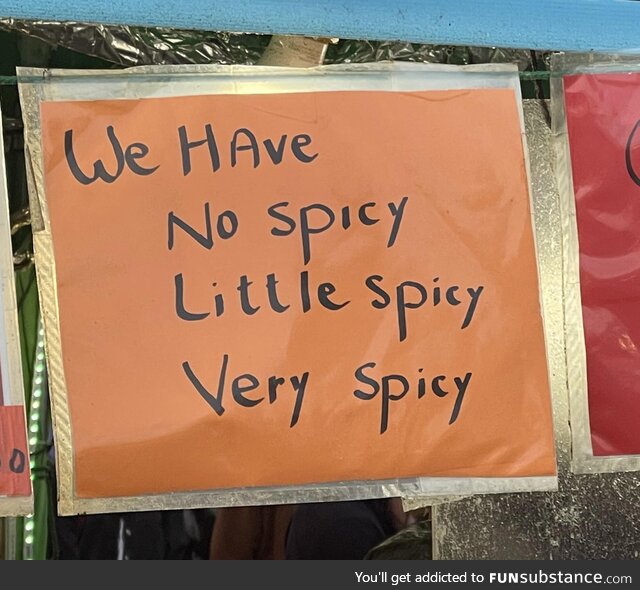 We HAve
No spicy
Little spicy
Very spicy
You'll get addicted to FUNsubstance.com